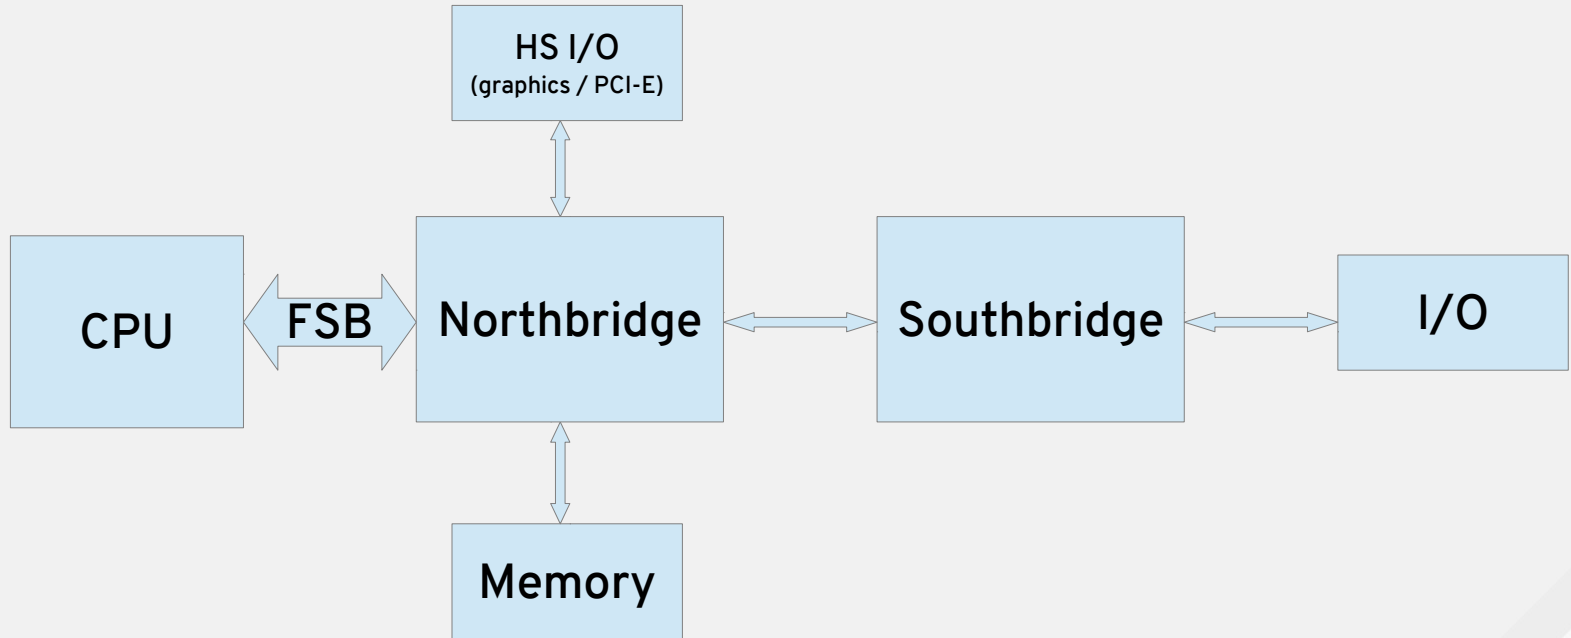 HS I/O
(graphics / PCI-E)
CPU
FSB
Northbridge
Southbridge
I/O
Memory